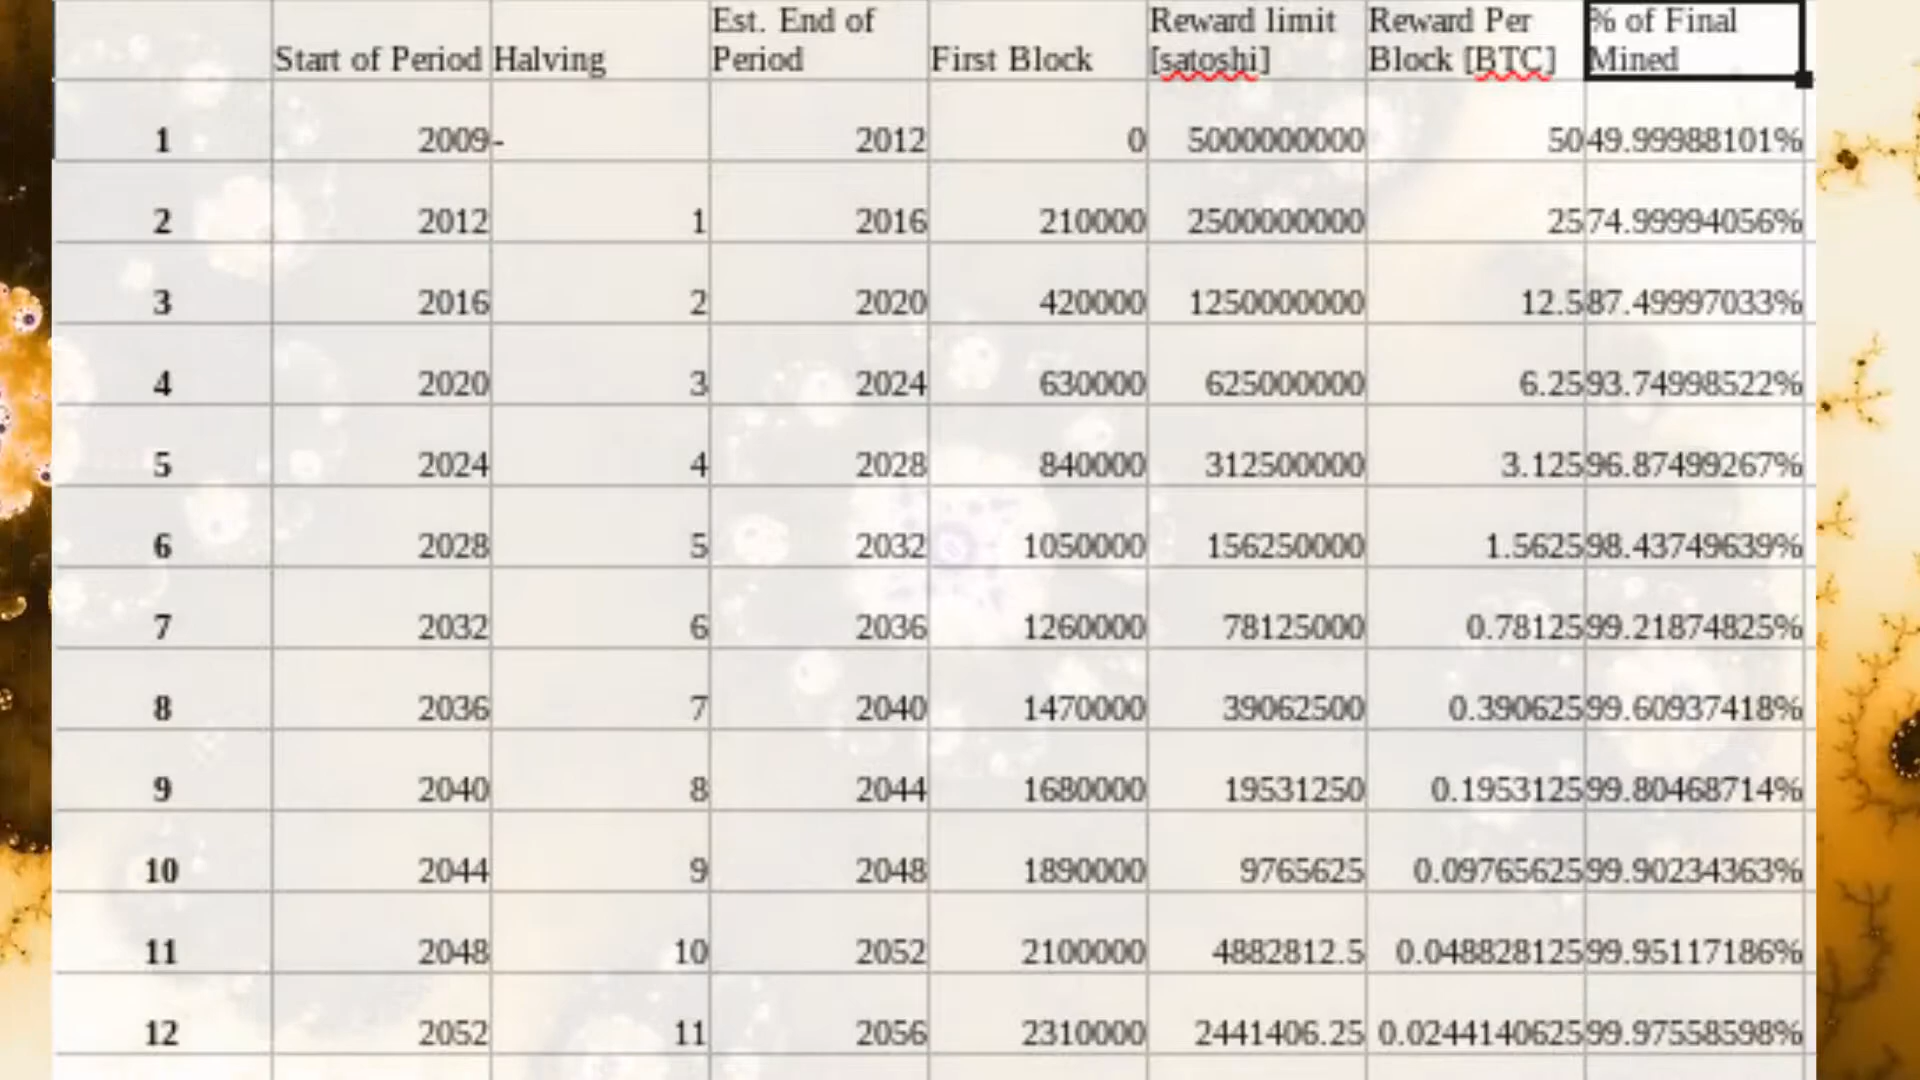 Start of Period Halving Est. End of Period First Block Reward limit [satoshi] Reward Per Block [BTC] % of Final Mined
1 2009 - 2012 0 5000000000 50 49.99988101%
2 2012 1 2016 210000 2500000000 25 74.99994056%
3 2016 2 2020 420000 1250000000 12.5 87.49997033%
4 2020 3 2024 630000 625000000 6.25 93.74998522%
5 2024 4 2028 840000 312500000 3.125 96.87499267%
6 2028 5 2032 1050000 156250000 1.5625 98.43749639%
7 2032 6 2036 1260000 78125000 0.78125 99.21874825%
8 2036 7 2040 1470000 39062500 0.390625 99.60937418%
9 2040 8 2044 1680000 19531250 0.1953125 99.80468714%
10 2044 9 2048 1890000 9765625 0.09765625 99.90234363%
11 2048 10 2052 2100000 4882812.5 0.048828125 99.95117186%
12 2052 11 2056 2310000 2441406.25 0.0244140625 99.97558598%